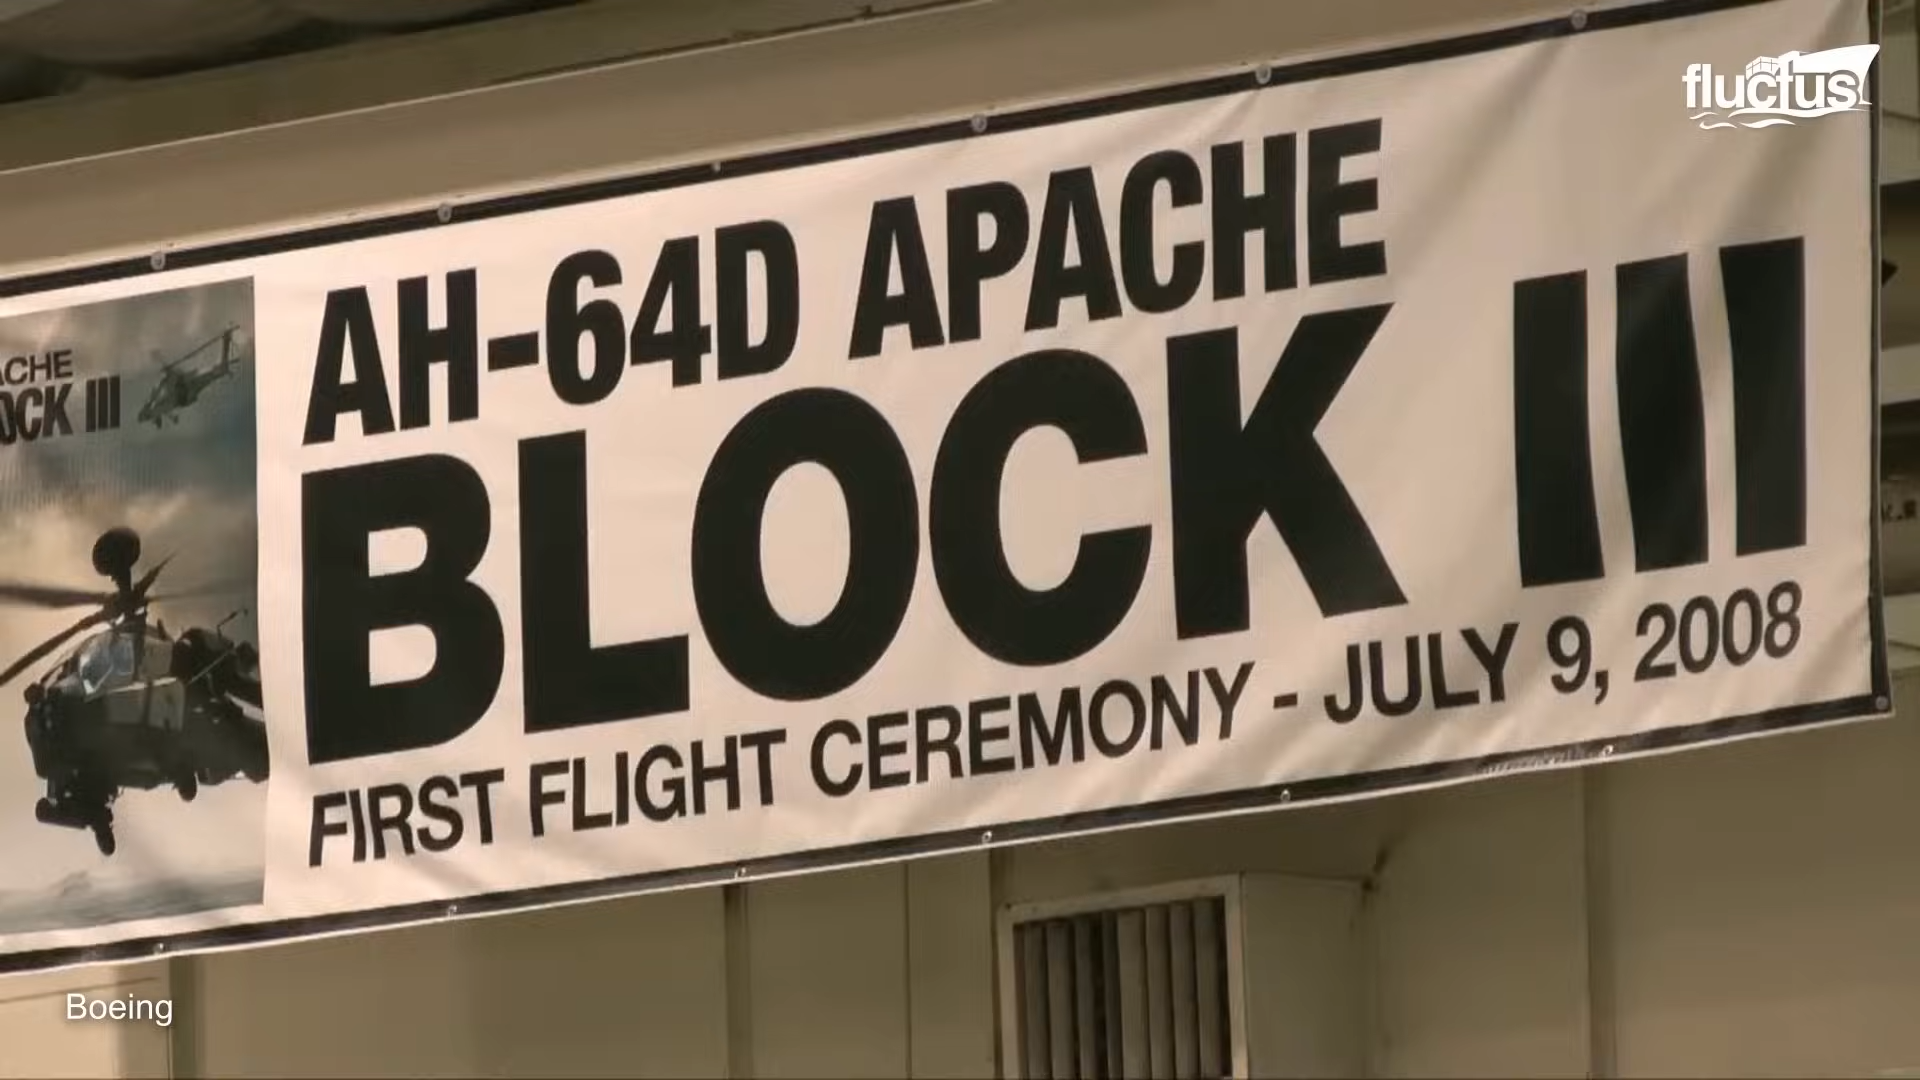 fluctus
AH-64D APACHE
BLOCK III
FIRST FLIGHT CEREMONY - JULY 9, 2008
ACHE
OCK III
Boeing